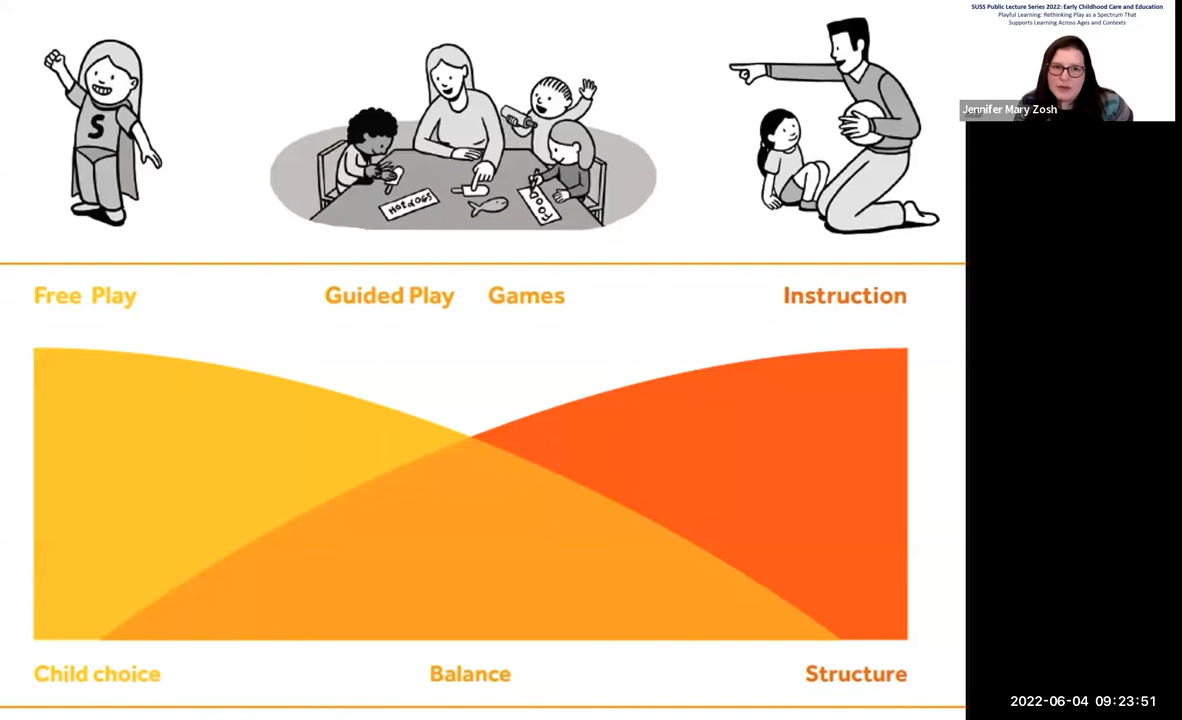 SUSS Public Lecture Series 2022: Early Childhood Care and Education
Playful Learning: Rethinking Play as a Spectrum That
Supports Learning Across Ages and Contexts
Jennifer Mary Zosh
S
HOTDOGS
FOOD
Free Play
Guided Play
Games
Instruction
Child choice
Balance
Structure
2022-06-04 09:23:51